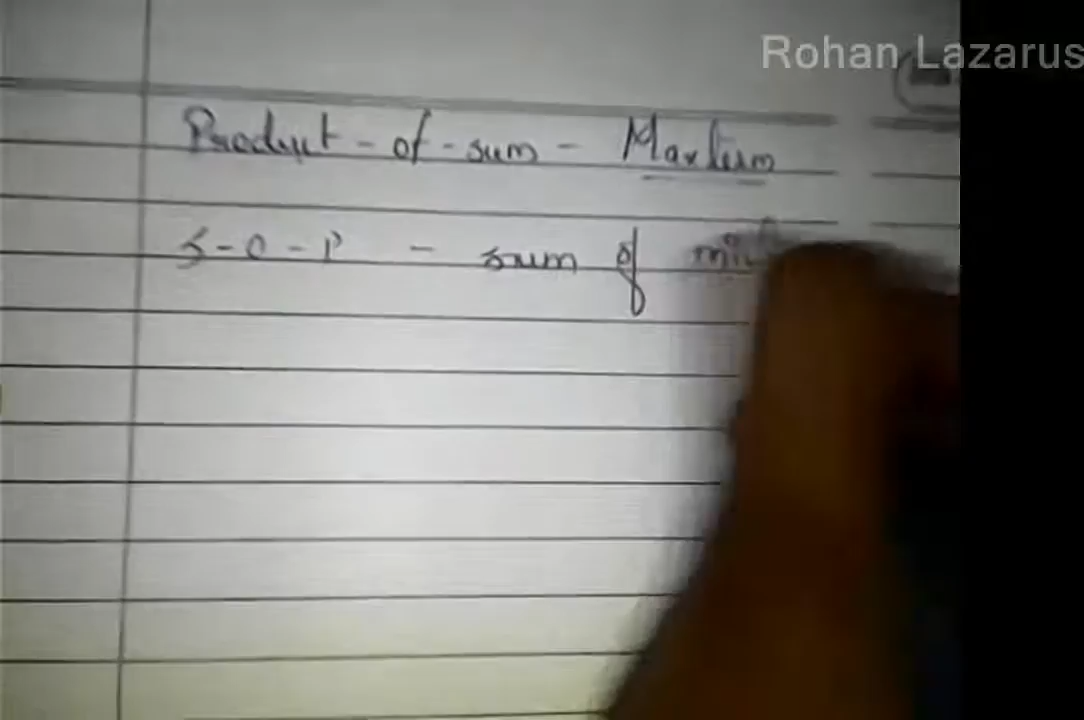 Rohan Lazarus
Product - of - sum - Maxterm
S - O - P - sum of